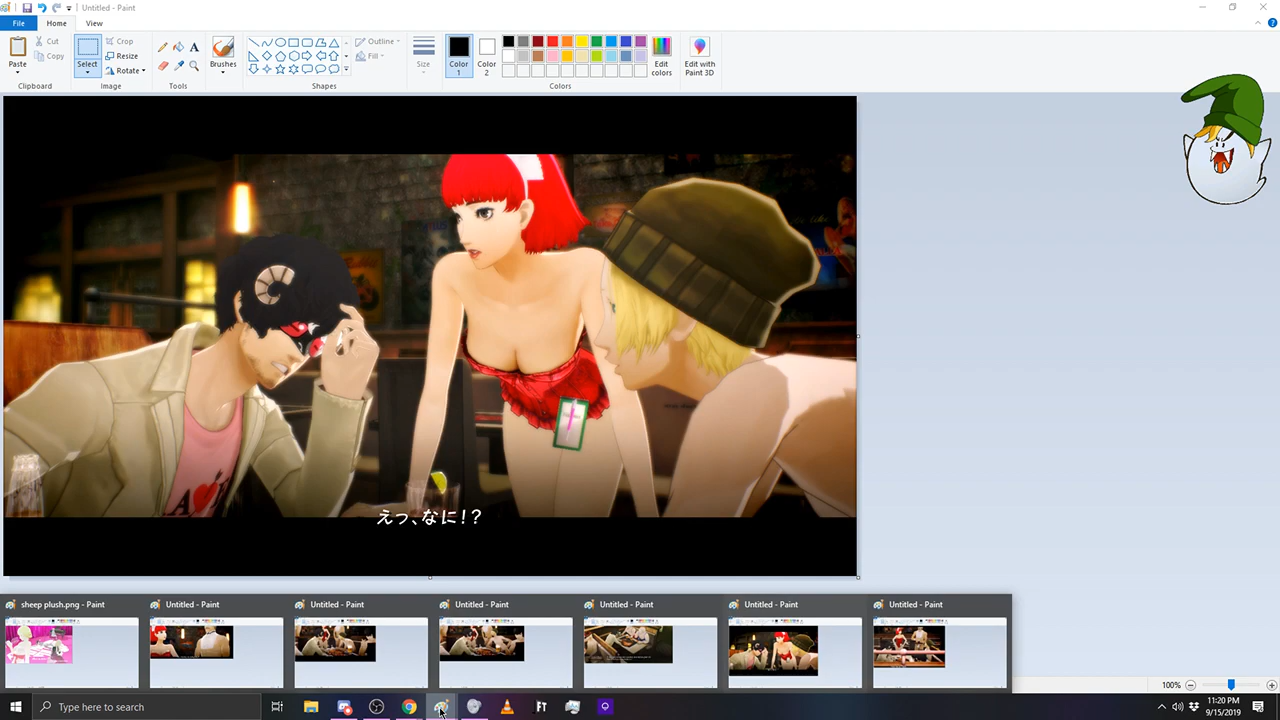 Untitled - Paint
File
Home
View
Paste
Cut
Copy
Clipboard
Select
Crop
Resize
Rotate
Image
Tools
Brushes
Shapes
Outline
Fill
Size
Color 1
Color 2
Edit colors
Colors
Edit with Paint 3D
えっ、なに!?
sheep plush.png - Paint
Untitled - Paint
Untitled - Paint
Untitled - Paint
Untitled - Paint
Untitled - Paint
Untitled - Paint
100%
Type here to search
11:20 PM
9/15/2019